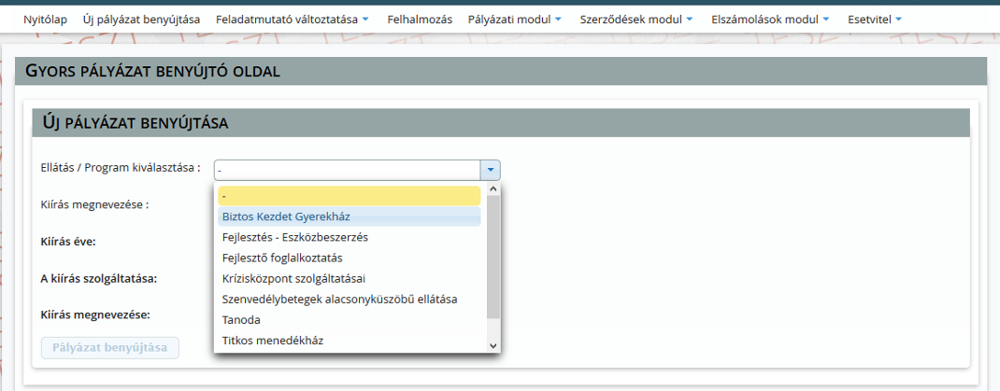 Nyitólap Új pályázat benyújtása Feladatmutató változtatása Felhalmozás Pályázati modul Szerződések modul Elszámolások modul Esetvitel
Gyors pályázat benyújtó oldal
Új pályázat benyújtása
Ellátás / Program kiválasztása : -
-
Kiírás megnevezése :
Biztos Kezdet Gyerekház
Fejlesztés - Eszközbeszerzés
Kiírás éve:
Fejlesztő foglalkoztatás
A kiírás szolgáltatása:
Krízisközpont szolgáltatásai
Szenvedélybetegek alacsonyküszöbű ellátása
Kiírás megnevezése:
Tanoda
Titkos menedékház
Pályázat benyújtása
TESZT